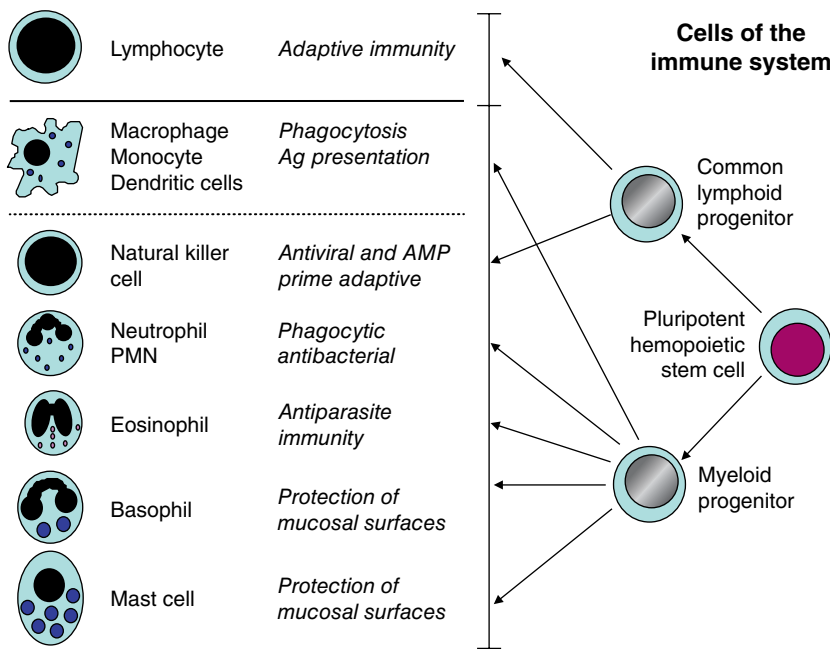 Cells of the
immune system
Lymphocyte
Adaptive immunity
Macrophage
Monocyte
Dendritic cells
Phagocytosis
Ag presentation
Natural killer
cell
Antiviral and AMP
prime adaptive
Neutrophil
PMN
Phagocytic
antibacterial
Eosinophil
Antiparasite
immunity
Basophil
Protection of
mucosal surfaces
Mast cell
Protection of
mucosal surfaces
Common
lymphoid
progenitor
Pluripotent
hemopoietic
stem cell
Myeloid
progenitor